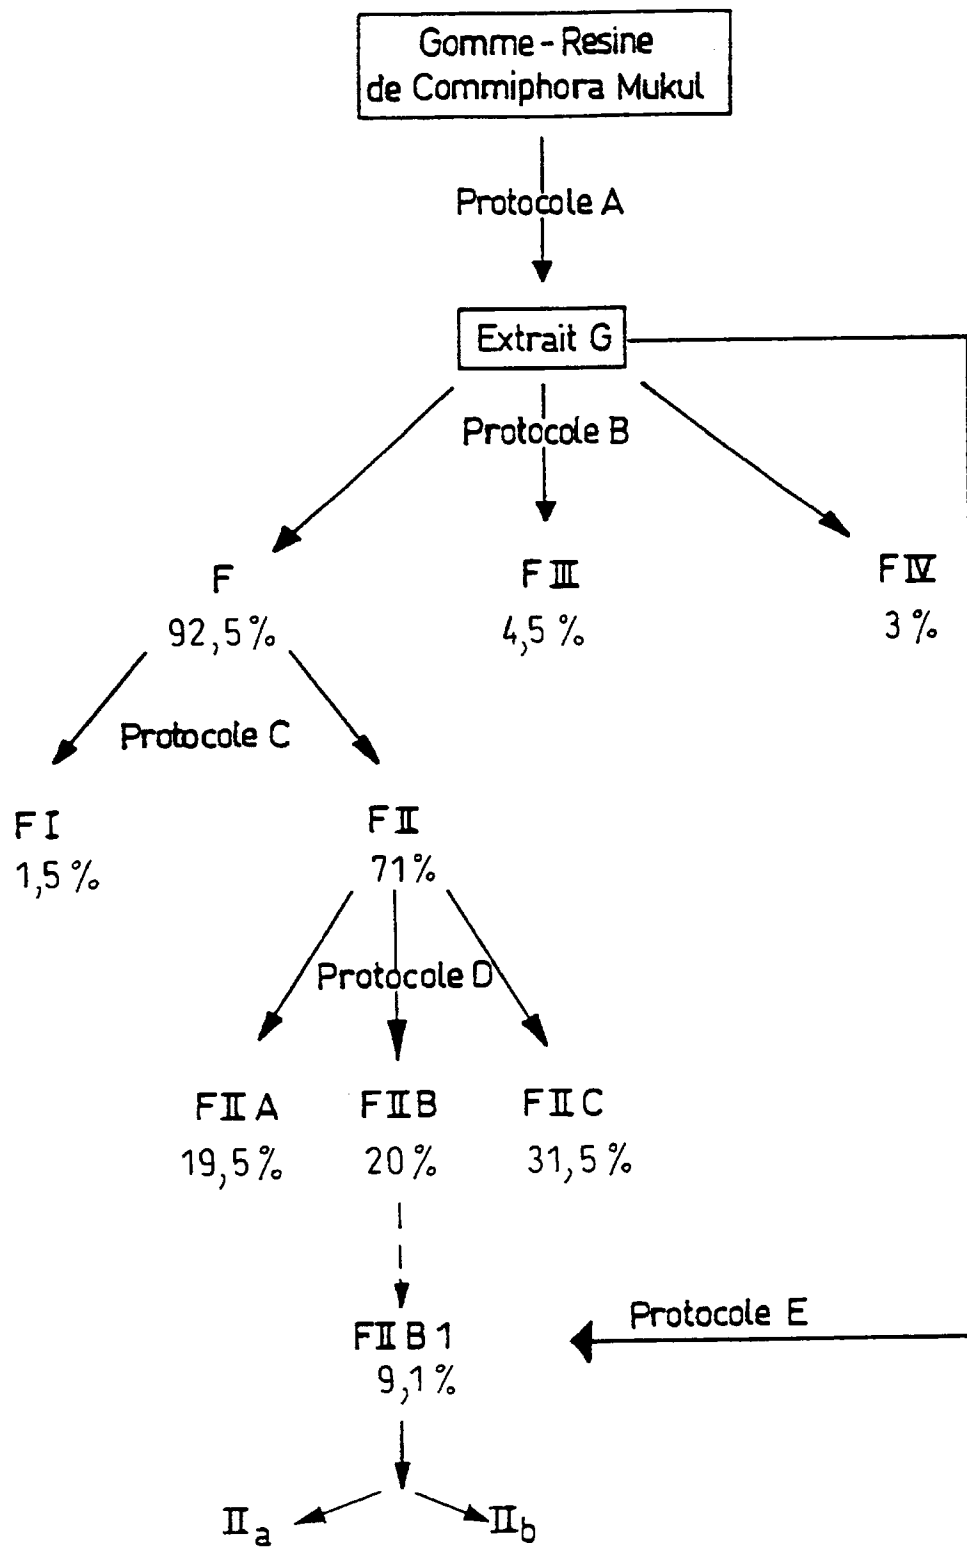 Gomme - Resine
de Commiphora Mukul
Protocole A
Extrait G
Protocole B
F
92,5%
F III
4,5 %
F IV
3 %
Protocole C
F I
1,5 %
F II
71%
Protocole D
F II A
19,5%
F II B
20%
F II C
31,5%
F II B 1
9,1%
Protocole E
IIa
IIb